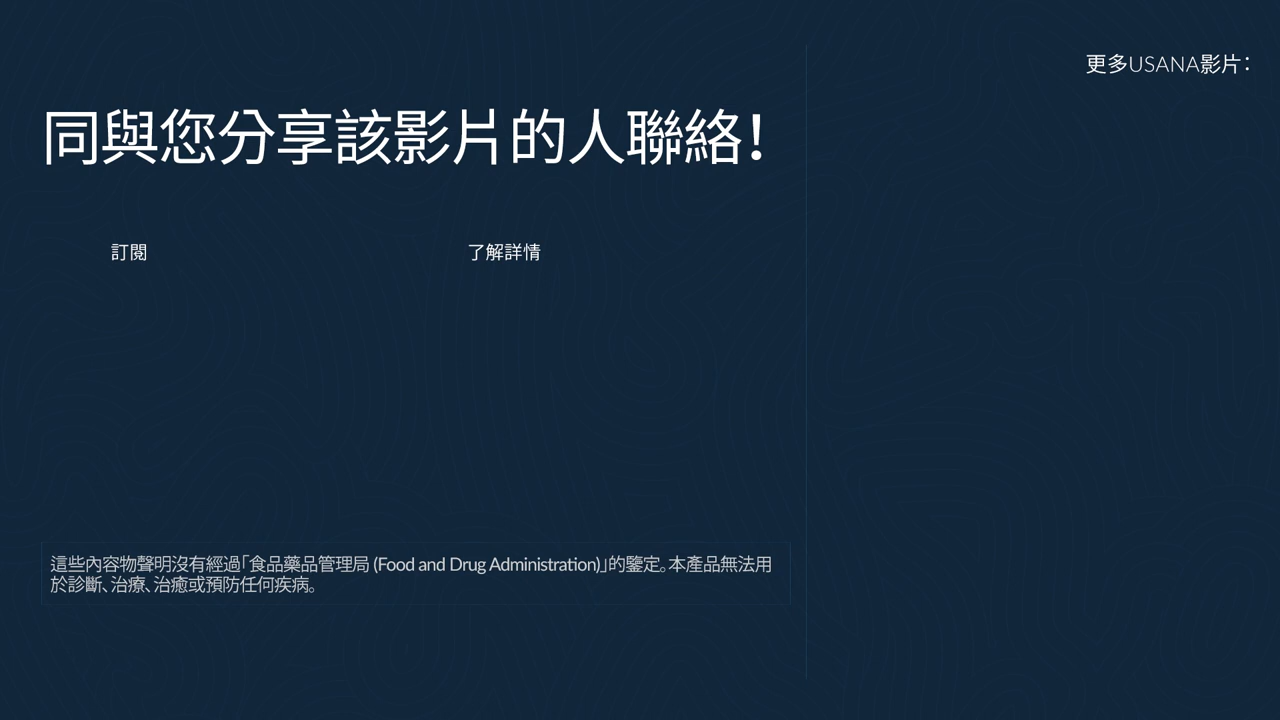 更多USANA影片：
同與您分享該影片的人聯絡！
訂閱
了解詳情
這些內容物聲明沒有經過「食品藥品管理局 (Food and Drug Administration)」的鑒定。本產品無法用
於診斷、治療、治癒或預防任何疾病。